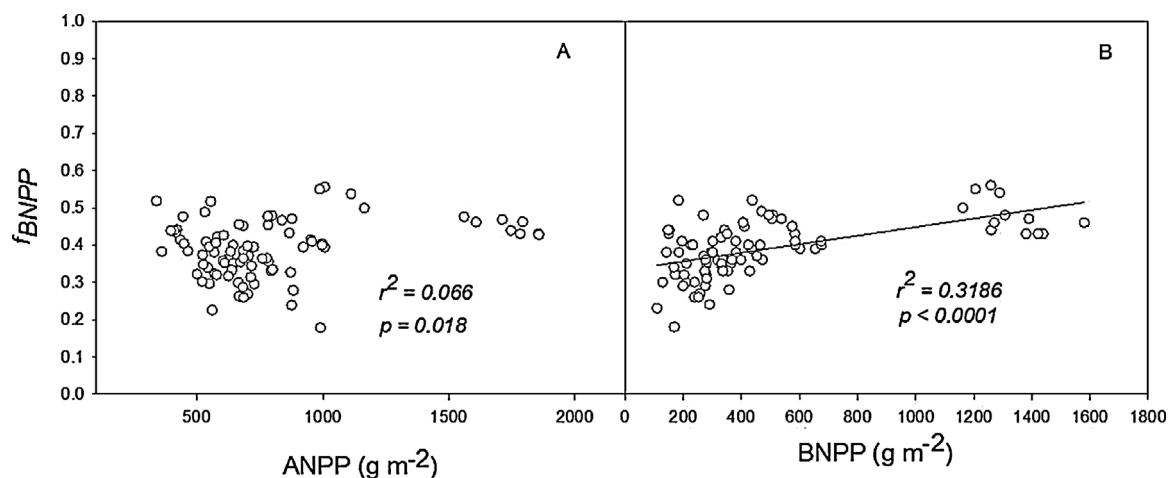 1.0
0.9
0.8
0.7
0.6
0.5
0.4
0.3
0.2
0.1
0.0
fBNPP
A
r2 = 0.066
p = 0.018
500 1000 1500 2000
ANPP (g m-2)
B
r2 = 0.3186
p < 0.0001
0 200 400 600 800 1000 1200 1400 1600 1800
BNPP (g m-2)